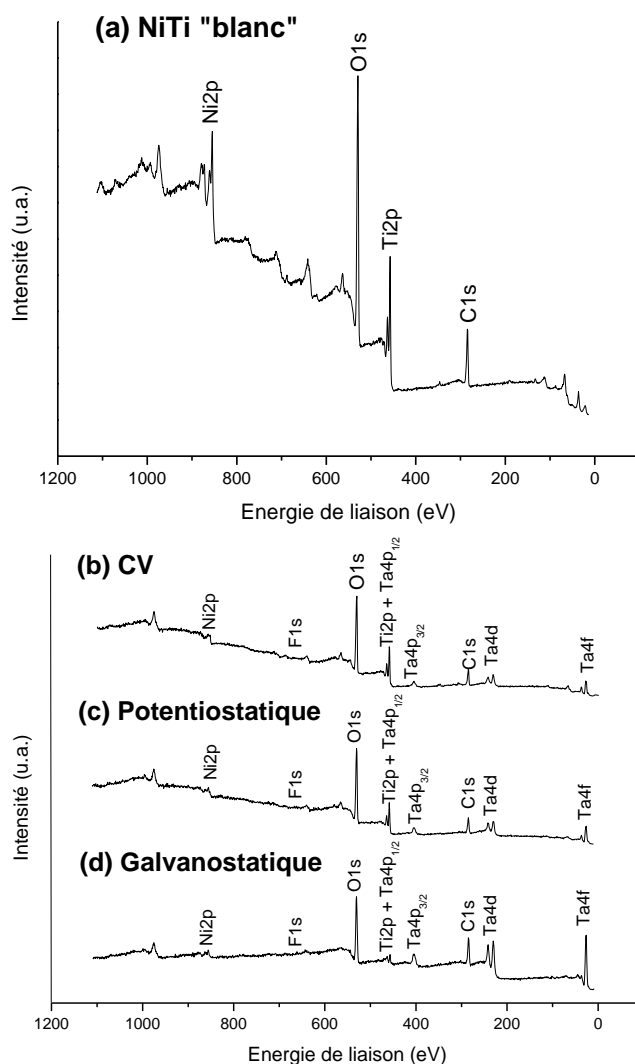 (a) NiTi "blanc"
O1s
Ni2p
Ti2p
C1s
Intensité (u.a.)
1200 1000 800 600 400 200 0
Energie de liaison (eV)
(b) CV
Ni2p
F1s
O1s
Ti2p + Ta4p1/2
Ta4p3/2
C1s
Ta4d
Ta4f
(c) Potentiostatique
Ni2p
F1s
O1s
Ti2p + Ta4p1/2
Ta4p3/2
C1s
Ta4d
Ta4f
(d) Galvanostatique
Ni2p
F1s
O1s
Ti2p + Ta4p1/2
Ta4p3/2
C1s
Ta4d
Ta4f
Intensité (u.a.)
1200 1000 800 600 400 200 0
Energie de liaison (eV)